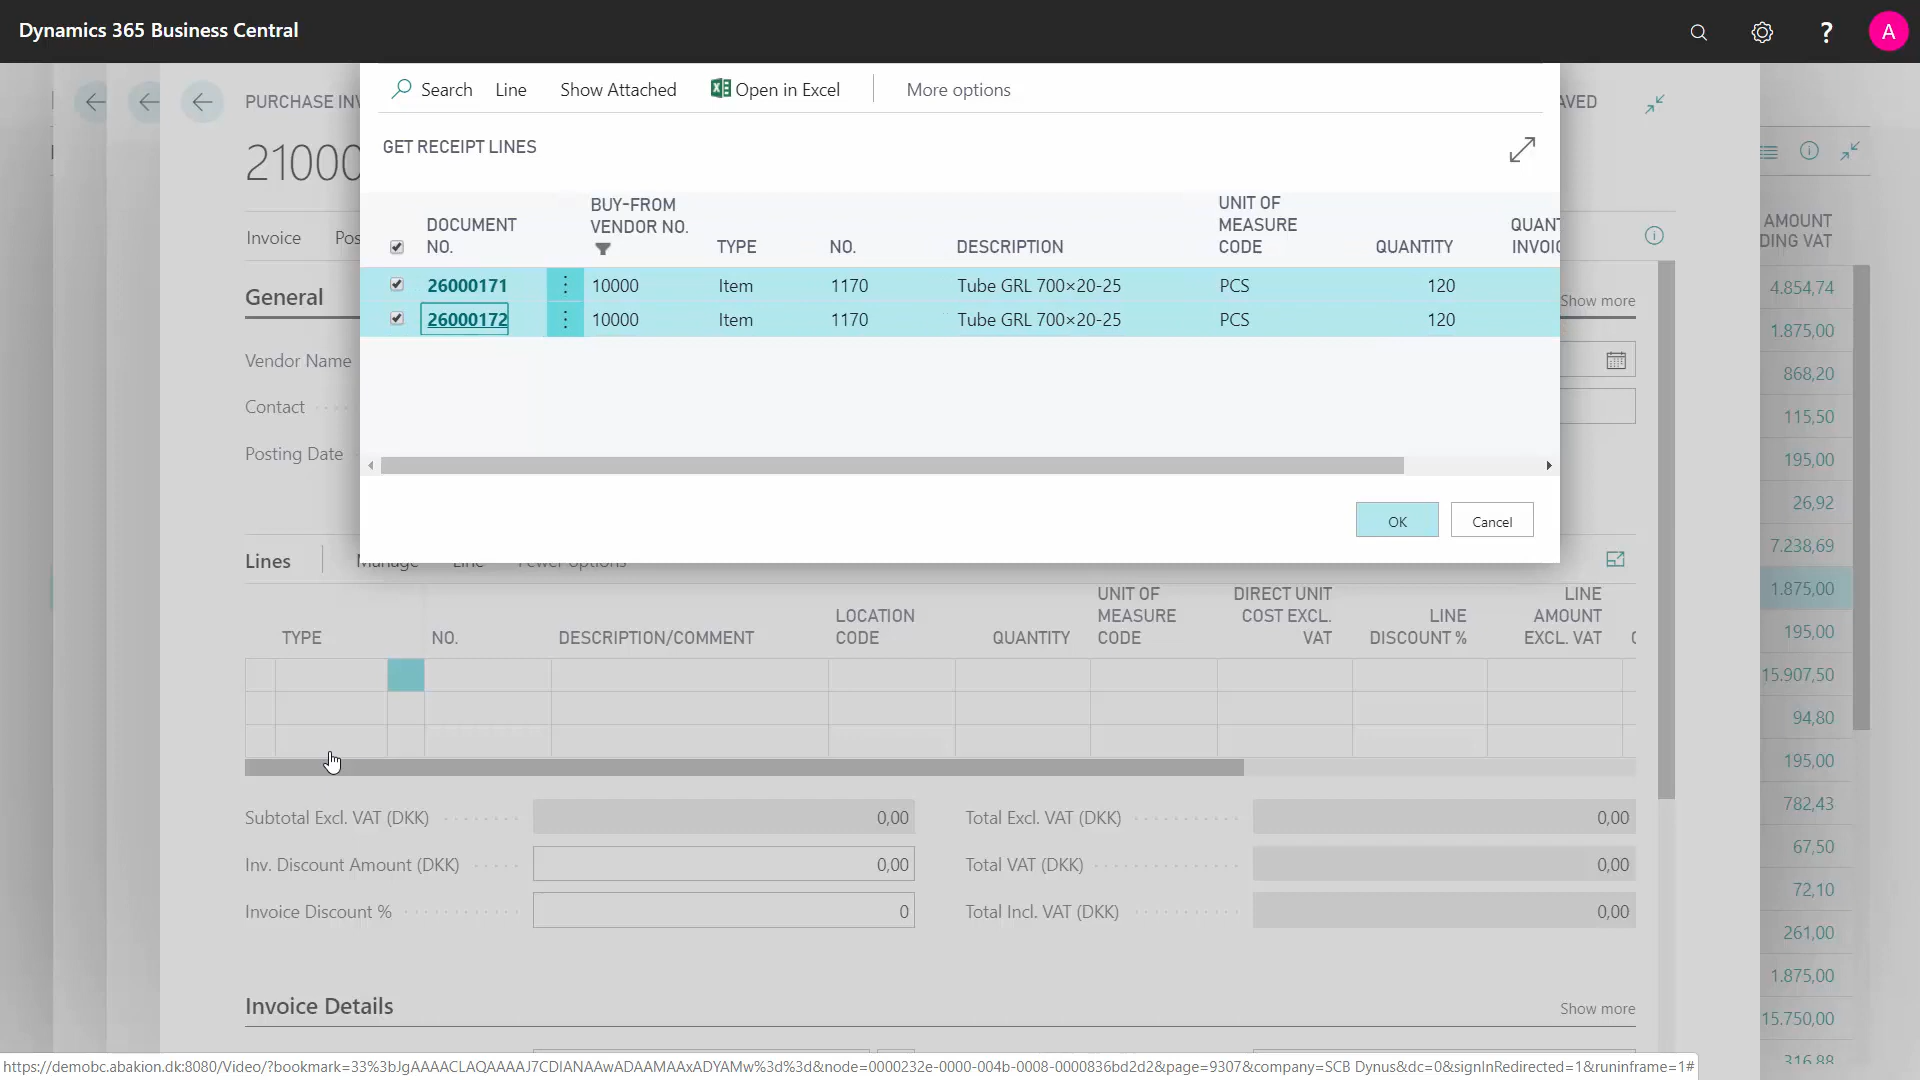 Dynamics 365 Business Central
A
Search Line Show Attached Open in Excel More options
PURCHASE INV
AVED
GET RECEIPT LINES
21000
DOCUMENT NO.
BUY-FROM VENDOR NO.
TYPE
NO.
DESCRIPTION
UNIT OF MEASURE CODE
QUANTITY
QUANT INVOIC
26000171 10000 Item 1170 Tube GRL 700×20-25 PCS 120
26000172 10000 Item 1170 Tube GRL 700×20-25 PCS 120
OK Cancel
Invoice Pos
General
Show more
Vendor Name
Contact
Posting Date
Lines Manage Line Fewer options
TYPE
NO.
DESCRIPTION/COMMENT
LOCATION CODE
QUANTITY
UNIT OF MEASURE CODE
DIRECT UNIT COST EXCL. VAT
LINE DISCOUNT %
LINE AMOUNT EXCL. VAT
Subtotal Excl. VAT (DKK) 0,00 Total Excl. VAT (DKK) 0,00
Inv. Discount Amount (DKK) 0,00 Total VAT (DKK) 0,00
Invoice Discount % 0 Total Incl. VAT (DKK) 0,00
Invoice Details
Show more
AMOUNT
DING VAT
4.854,74
1.875,00
868,20
115,50
195,00
26,92
7.238,69
1.875,00
195,00
15.907,50
94,80
195,00
782,43
67,50
72,10
261,00
1.875,00
15.750,00
316,88
https://demobc.abakion.dk:8080/Video/?bookmark=33%3bJgAAAACLAQAAAAJ7CDIANAAwADAAMAAxADYAMw%3d%3d&node=0000232e-0000-004b-0008-0000836bd2d2&page=9307&company=SCB Dynus&dc=0&signInRedirected=1&runinframe=1#